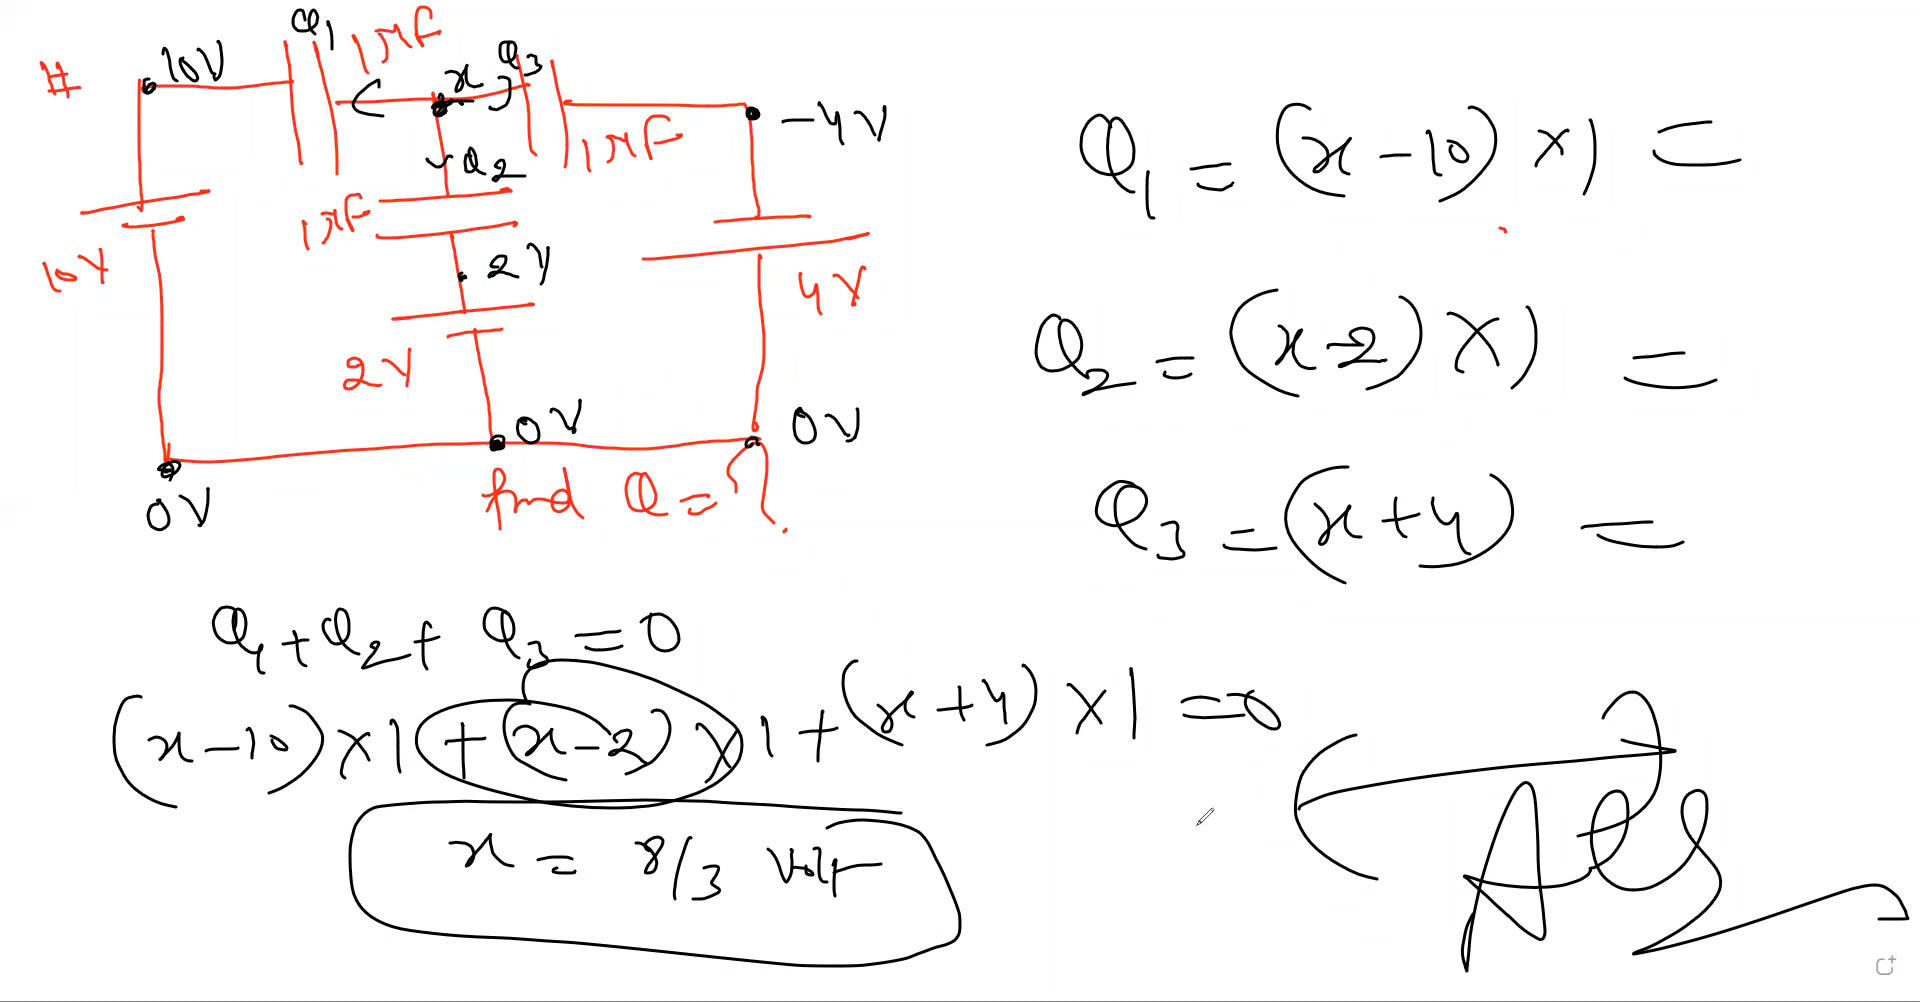 #
10V
Q1
1μF
x
Q3
-4V
1μF
Q2
1μF
2V
10V
4V
2V
0V
0V
0V
find Q = ?
Q1 = (x-10) ×1 =
Q2 = (x-2) ×1 =
Q3 = (x+4) =
Q1 + Q2 + Q3 = 0
(x-10)×1 + (x-2)×1 + (x+4)×1 = 0
x = 8/3 volt